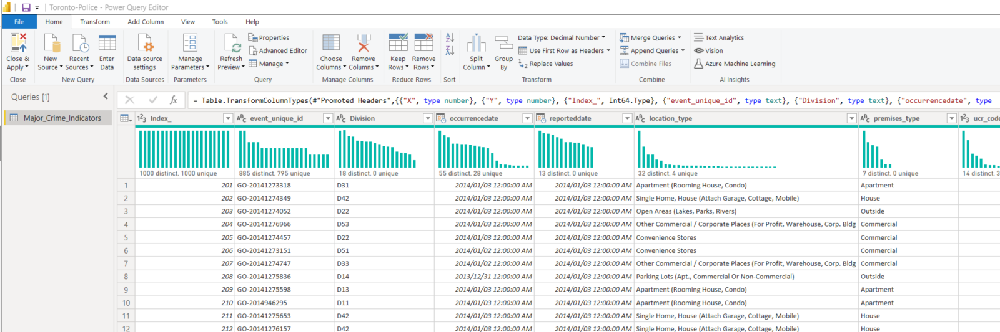 Toronto-Police - Power Query Editor
File Home Transform Add Column View Tools Help
Close & Apply New Source Recent Sources Enter Data Data source settings Manage Parameters Refresh Preview Properties Advanced Editor Manage Choose Columns Remove Columns Keep Rows Remove Rows Split Column Group By Data Type: Decimal Number Use First Row as Headers Replace Values Merge Queries Append Queries Combine Files Text Analytics Vision Azure Machine Learning
Close New Query Data Sources Parameters Query Manage Columns Reduce Rows Sort Transform Combine AI Insights
Queries [1]
Major_Crime_Indicators
fx = Table.TransformColumnTypes(#"Promoted Headers",{{"X", type number}, {"Y", type number}, {"Index_", Int64.Type}, {"event_unique_id", type text}, {"Division", type text}, {"occurrencedate", type
123 Index_ ABC event_unique_id ABC Division occurrencedate reporteddate ABC location_type ABC premises_type 123 ucr_code
1000 distinct, 1000 unique 885 distinct, 795 unique 18 distinct, 0 unique 55 distinct, 28 unique 13 distinct, 0 unique 32 distinct, 4 unique 7 distinct, 0 unique 14 distinct, 3
1 201 GO-20141273318 D31 2014/01/03 12:00:00 AM 2014/01/03 12:00:00 AM Apartment (Rooming House, Condo) Apartment
2 202 GO-20141274349 D42 2014/01/03 12:00:00 AM 2014/01/03 12:00:00 AM Single Home, House (Attach Garage, Cottage, Mobile) House
3 203 GO-20141274052 D22 2014/01/03 12:00:00 AM 2014/01/03 12:00:00 AM Open Areas (Lakes, Parks, Rivers) Outside
4 204 GO-20141276966 D53 2014/01/03 12:00:00 AM 2014/01/03 12:00:00 AM Other Commercial / Corporate Places (For Profit, Warehouse, Corp. Bldg Commercial
5 205 GO-20141274457 D22 2014/01/03 12:00:00 AM 2014/01/03 12:00:00 AM Convenience Stores Commercial
6 206 GO-20141273151 D51 2014/01/02 12:00:00 AM 2014/01/03 12:00:00 AM Convenience Stores Commercial
7 207 GO-20141274747 D33 2014/01/02 12:00:00 AM 2014/01/03 12:00:00 AM Other Commercial / Corporate Places (For Profit, Warehouse, Corp. Bldg Commercial
8 208 GO-20141275836 D14 2013/12/31 12:00:00 AM 2014/01/03 12:00:00 AM Parking Lots (Apt., Commercial Or Non-Commercial) Outside
9 209 GO-20141275598 D13 2014/01/03 12:00:00 AM 2014/01/03 12:00:00 AM Apartment (Rooming House, Condo) Apartment
10 210 GO-2014946295 D11 2014/01/03 12:00:00 AM 2014/01/03 12:00:00 AM Apartment (Rooming House, Condo) Apartment
11 211 GO-20141275653 D42 2014/01/03 12:00:00 AM 2014/01/03 12:00:00 AM Single Home, House (Attach Garage, Cottage, Mobile) House
12 212 GO-20141276157 D42 2014/01/03 12:00:00 AM 2014/01/03 12:00:00 AM Single Home, House (Attach Garage, Cottage, Mobile) House